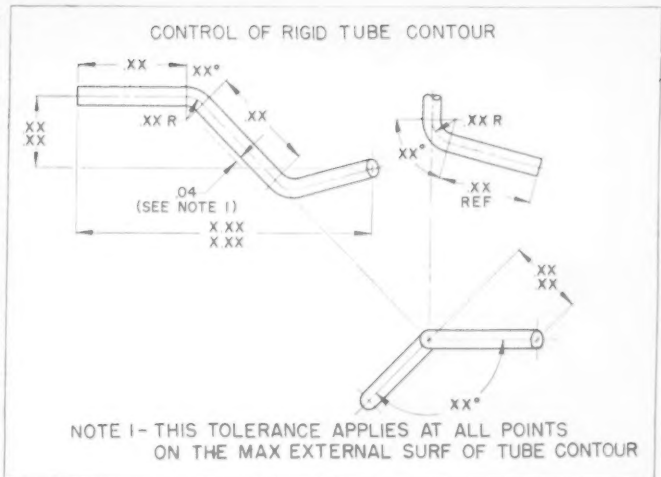 CONTROL OF RIGID TUBE CONTOUR
.XX
XX°
.XX
.XX R
.XX
.XX
.04
(SEE NOTE 1)
X.XX
X.XX
.XX R
XX°
.XX
REF
.XX
.XX
XX°
NOTE 1- THIS TOLERANCE APPLIES AT ALL POINTS
ON THE MAX EXTERNAL SURF OF TUBE CONTOUR